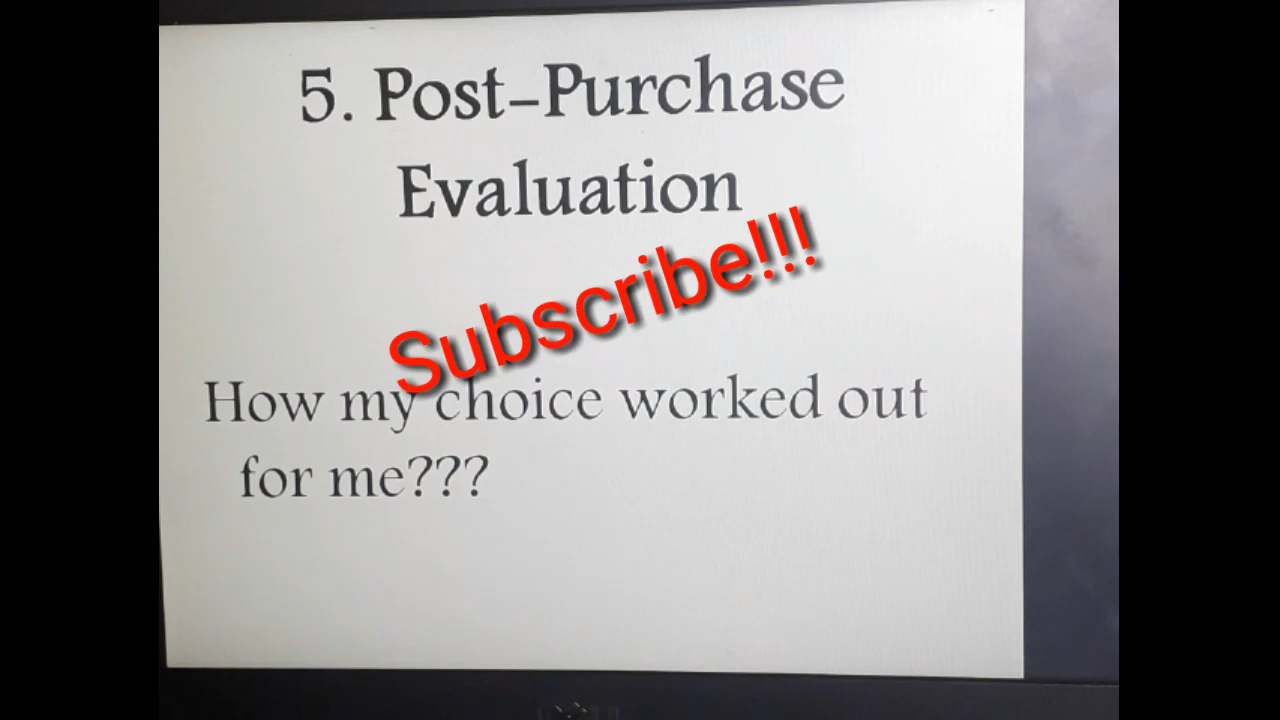 5. Post-Purchase
Evaluation
Subscribe!!!
How my choice worked out
for me???